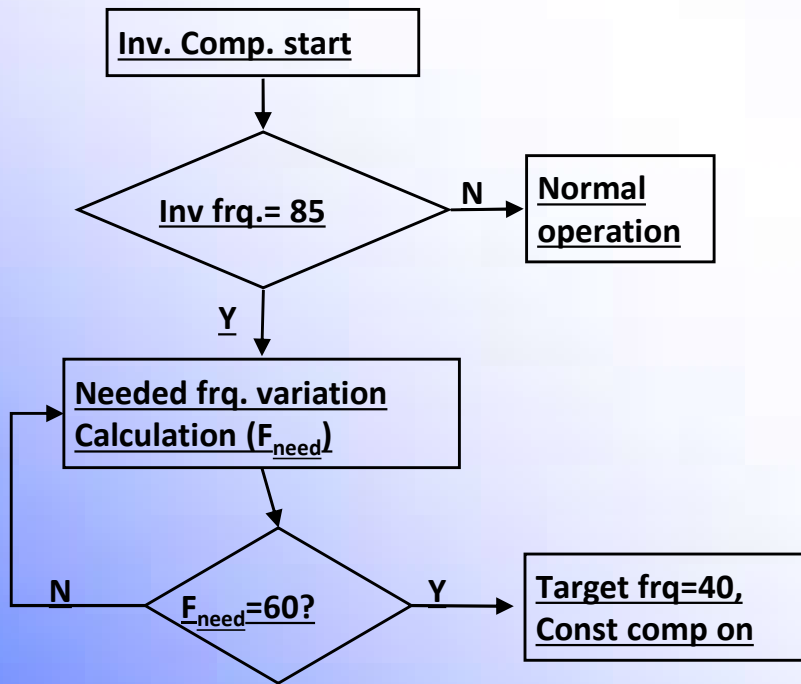 Inv. Comp. start
Inv frq.= 85
N
Normal
operation
Y
Needed frq. variation
Calculation (Fneed)
N
Fneed=60?
Y
Target frq=40,
Const comp on